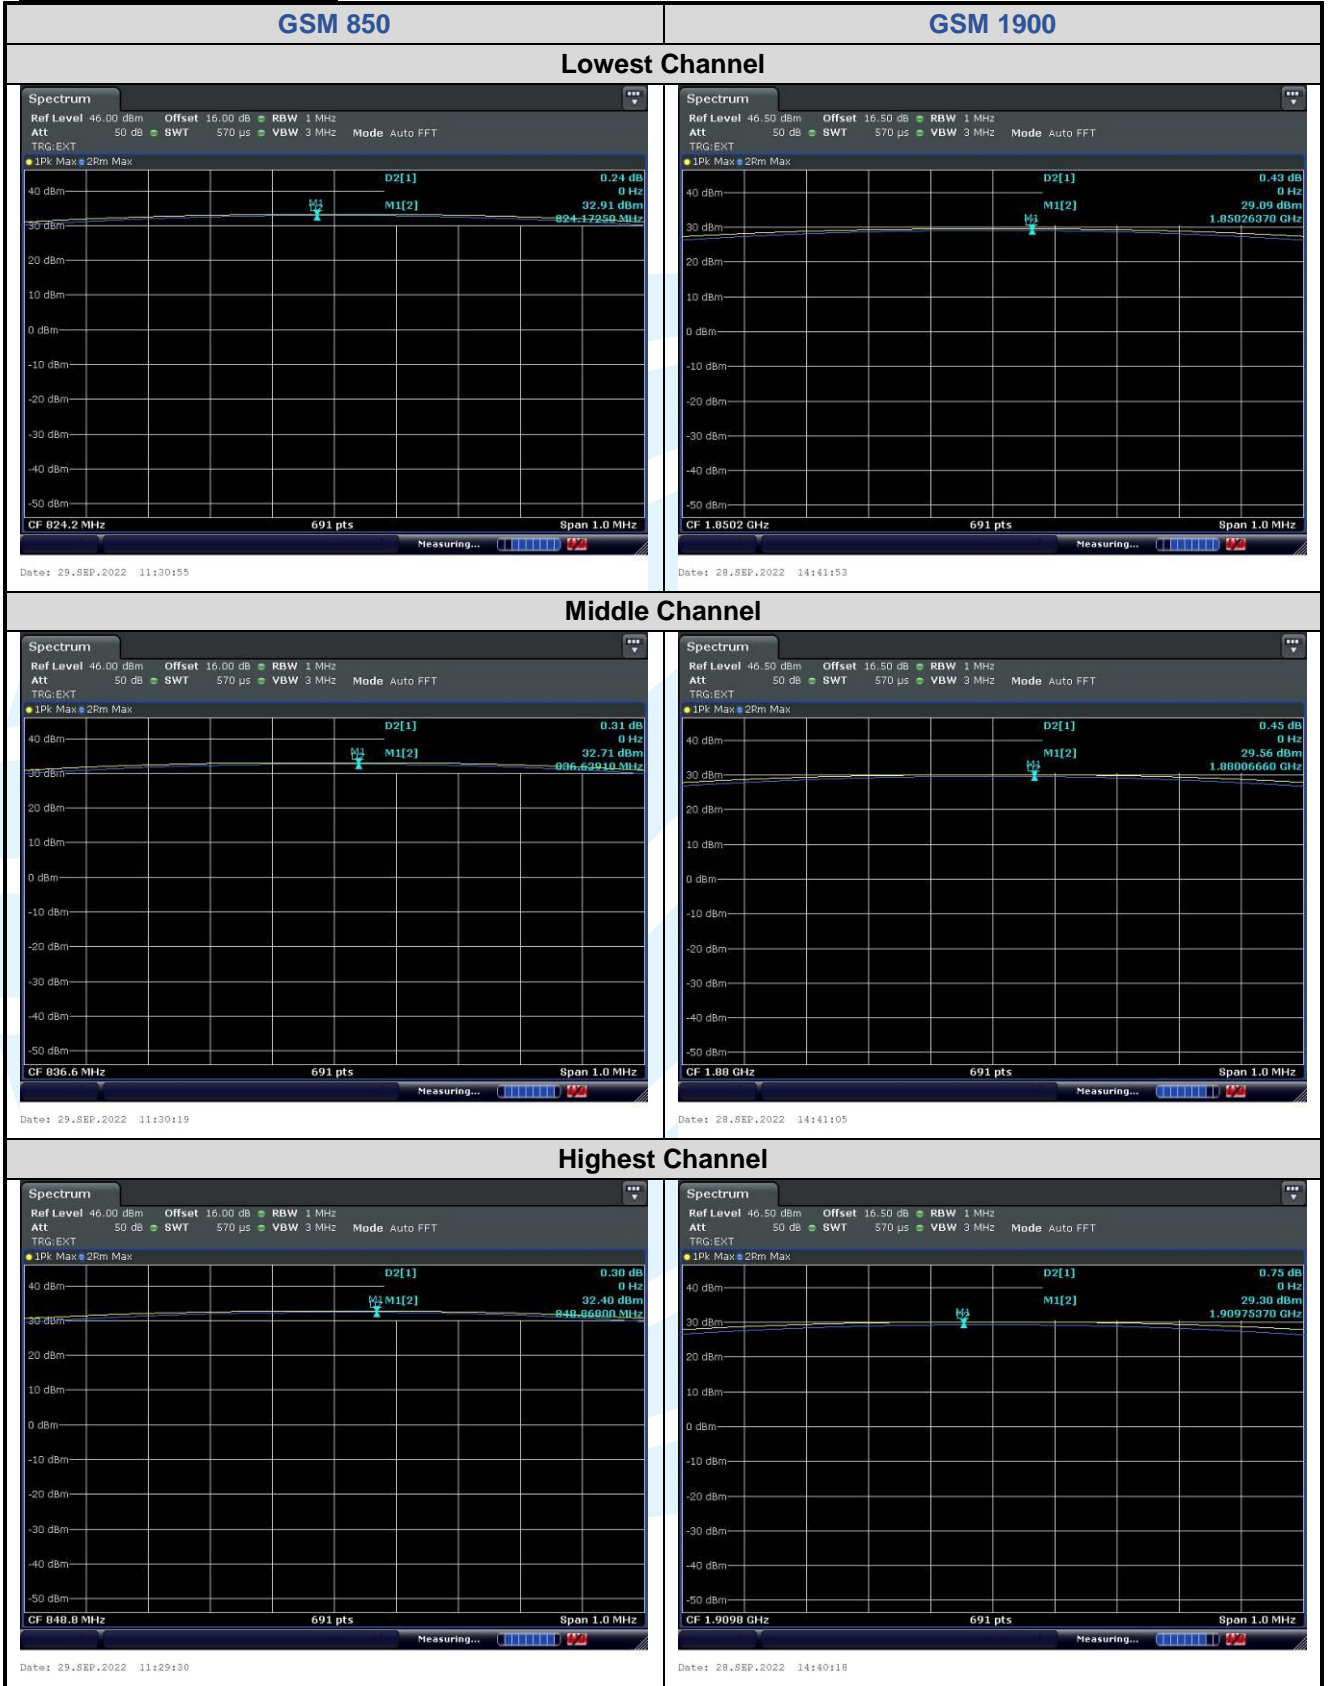 GSM 850
GSM 1900
Lowest Channel
Spectrum
Ref Level 46.00 dBm Offset 16.00 dB RBW 1 MHz
Att 50 dB SWT 570 µs VBW 3 MHz Mode Auto FFT
TRG:EXT
1Pk Max 2Rm Max
D2[1] 0.24 dB
0 Hz
M1[2] 32.91 dBm
824.17250 MHz
M1
40 dBm
30 dBm
20 dBm
10 dBm
0 dBm
-10 dBm
-20 dBm
-30 dBm
-40 dBm
-50 dBm
CF 824.2 MHz 691 pts Span 1.0 MHz
Measuring...
Date: 29.SEP.2022 11:30:55
Spectrum
Ref Level 46.50 dBm Offset 16.50 dB RBW 1 MHz
Att 50 dB SWT 570 µs VBW 3 MHz Mode Auto FFT
TRG:EXT
1Pk Max 2Rm Max
D2[1] 0.43 dB
0 Hz
M1[2] 29.09 dBm
1.85026370 GHz
M1
40 dBm
30 dBm
20 dBm
10 dBm
0 dBm
-10 dBm
-20 dBm
-30 dBm
-40 dBm
-50 dBm
CF 1.8502 GHz 691 pts Span 1.0 MHz
Measuring...
Date: 28.SEP.2022 14:41:53
Middle Channel
Spectrum
Ref Level 46.00 dBm Offset 16.00 dB RBW 1 MHz
Att 50 dB SWT 570 µs VBW 3 MHz Mode Auto FFT
TRG:EXT
1Pk Max 2Rm Max
D2[1] 0.31 dB
0 Hz
M1[2] 32.71 dBm
836.63910 MHz
M1
40 dBm
30 dBm
20 dBm
10 dBm
0 dBm
-10 dBm
-20 dBm
-30 dBm
-40 dBm
-50 dBm
CF 836.6 MHz 691 pts Span 1.0 MHz
Measuring...
Date: 29.SEP.2022 11:30:19
Spectrum
Ref Level 46.50 dBm Offset 16.50 dB RBW 1 MHz
Att 50 dB SWT 570 µs VBW 3 MHz Mode Auto FFT
TRG:EXT
1Pk Max 2Rm Max
D2[1] 0.45 dB
0 Hz
M1[2] 29.56 dBm
1.88006660 GHz
M1
40 dBm
30 dBm
20 dBm
10 dBm
0 dBm
-10 dBm
-20 dBm
-30 dBm
-40 dBm
-50 dBm
CF 1.88 GHz 691 pts Span 1.0 MHz
Measuring...
Date: 28.SEP.2022 14:41:05
Highest Channel
Spectrum
Ref Level 46.00 dBm Offset 16.00 dB RBW 1 MHz
Att 50 dB SWT 570 µs VBW 3 MHz Mode Auto FFT
TRG:EXT
1Pk Max 2Rm Max
D2[1] 0.30 dB
0 Hz
M1[2] 32.40 dBm
848.86800 MHz
M1
40 dBm
30 dBm
20 dBm
10 dBm
0 dBm
-10 dBm
-20 dBm
-30 dBm
-40 dBm
-50 dBm
CF 848.8 MHz 691 pts Span 1.0 MHz
Measuring...
Date: 29.SEP.2022 11:29:30
Spectrum
Ref Level 46.50 dBm Offset 16.50 dB RBW 1 MHz
Att 50 dB SWT 570 µs VBW 3 MHz Mode Auto FFT
TRG:EXT
1Pk Max 2Rm Max
D2[1] 0.75 dB
0 Hz
M1[2] 29.30 dBm
1.90975370 GHz
M1
40 dBm
30 dBm
20 dBm
10 dBm
0 dBm
-10 dBm
-20 dBm
-30 dBm
-40 dBm
-50 dBm
CF 1.9098 GHz 691 pts Span 1.0 MHz
Measuring...
Date: 28.SEP.2022 14:40:18